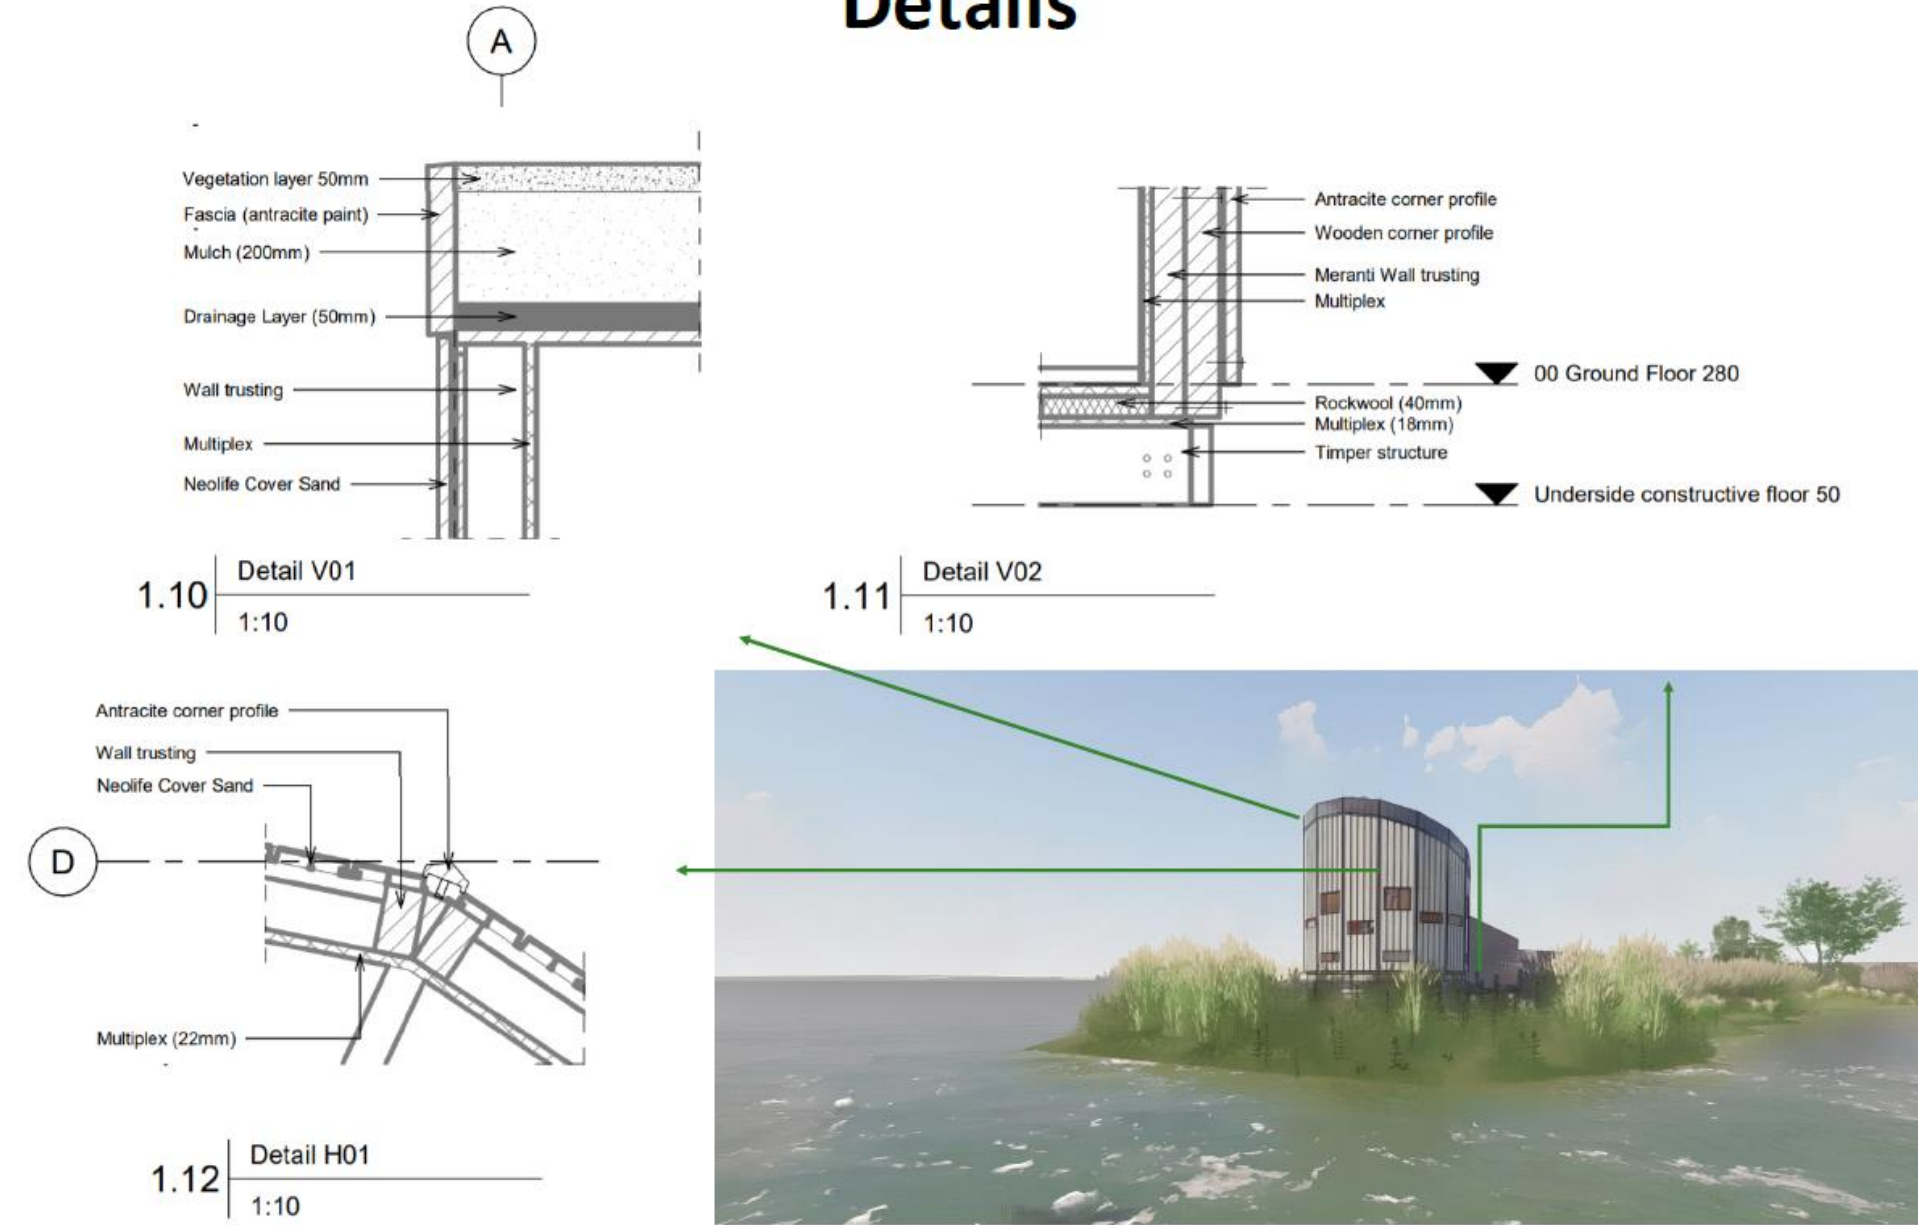 Details
A
Vegetation layer 50mm
Fascia (antracite paint)
Mulch (200mm)
Drainage Layer (50mm)
Wall trusting
Multiplex
Neolife Cover Sand
1.10
Detail V01
1:10
Antracite corner profile
Wooden corner profile
Meranti Wall trusting
Multiplex
00 Ground Floor 280
Rockwool (40mm)
Multiplex (18mm)
Timper structure
Underside constructive floor 50
1.11
Detail V02
1:10
Antracite corner profile
Wall trusting
Neolife Cover Sand
D
Multiplex (22mm)
1.12
Detail H01
1:10